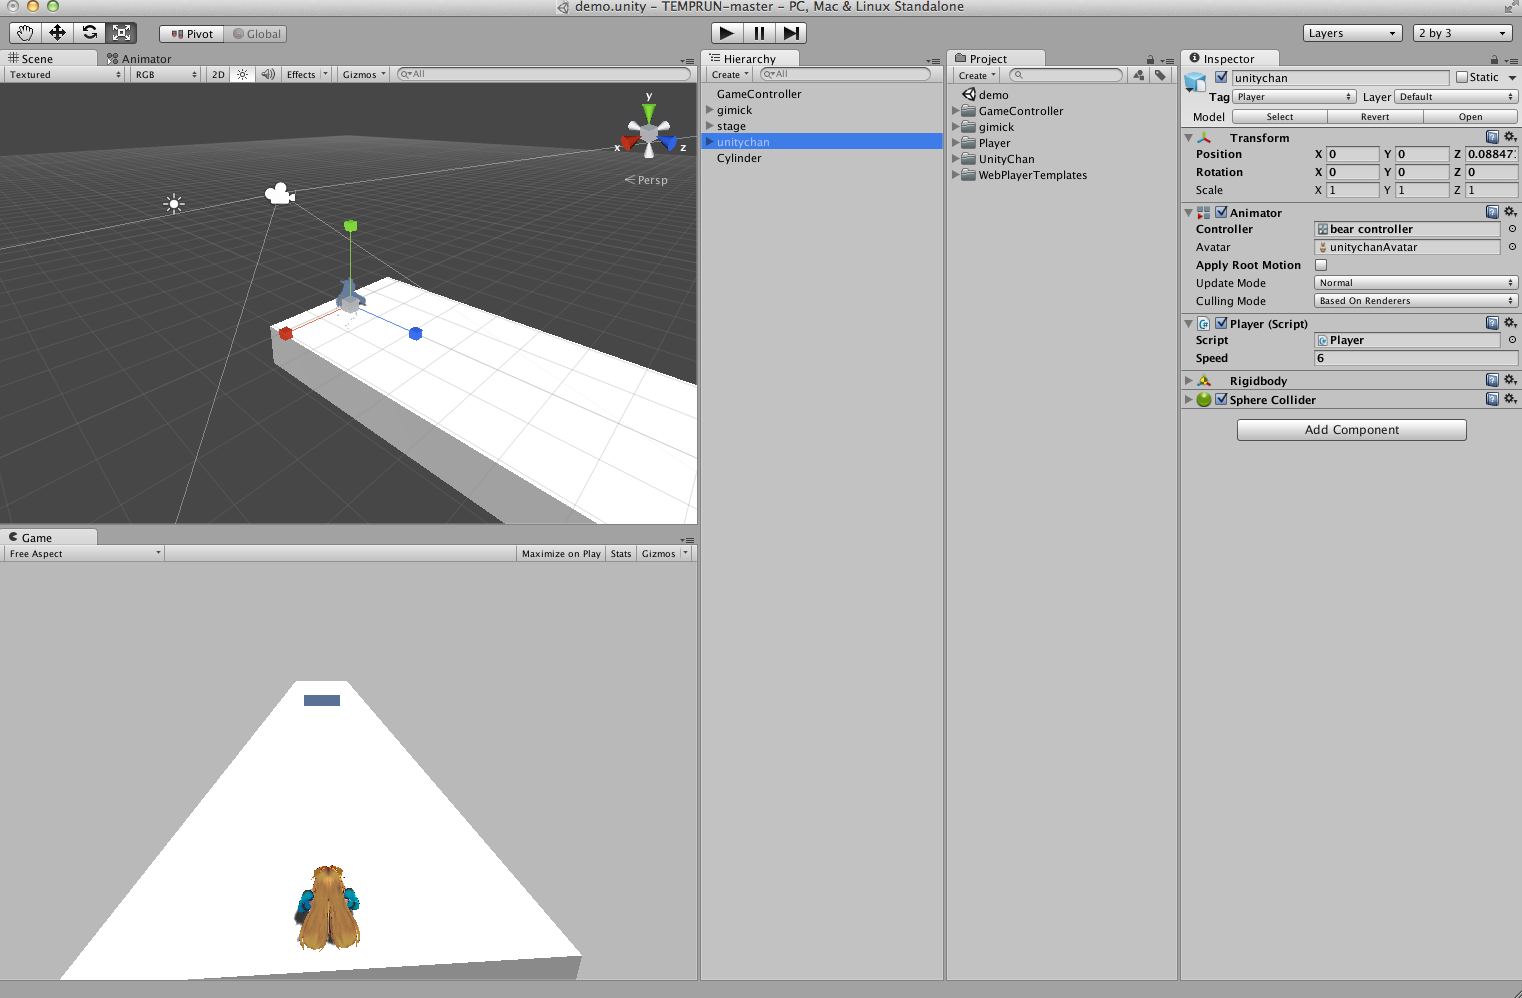 demo.unity – TEMPRUN-master – PC, Mac & Linux Standalone
Pivot Global
Layers 2 by 3
Scene Animator
Textured RGB 2D Effects Gizmos All
y
x z
Persp
Game
Free Aspect Maximize on Play Stats Gizmos
Hierarchy
Create All
GameController
gimick
stage
unitychan
Cylinder
Project
Create
demo
GameController
gimick
Player
UnityChan
WebPlayerTemplates
Inspector
unitychan Static
Tag Player Layer Default
Model Select Revert Open
Transform
Position X 0 Y 0 Z 0.08847
Rotation X 0 Y 0 Z 0
Scale X 1 Y 1 Z 1
Animator
Controller bear controller
Avatar unitychanAvatar
Apply Root Motion
Update Mode Normal
Culling Mode Based On Renderers
Player (Script)
Script Player
Speed 6
Rigidbody
Sphere Collider
Add Component